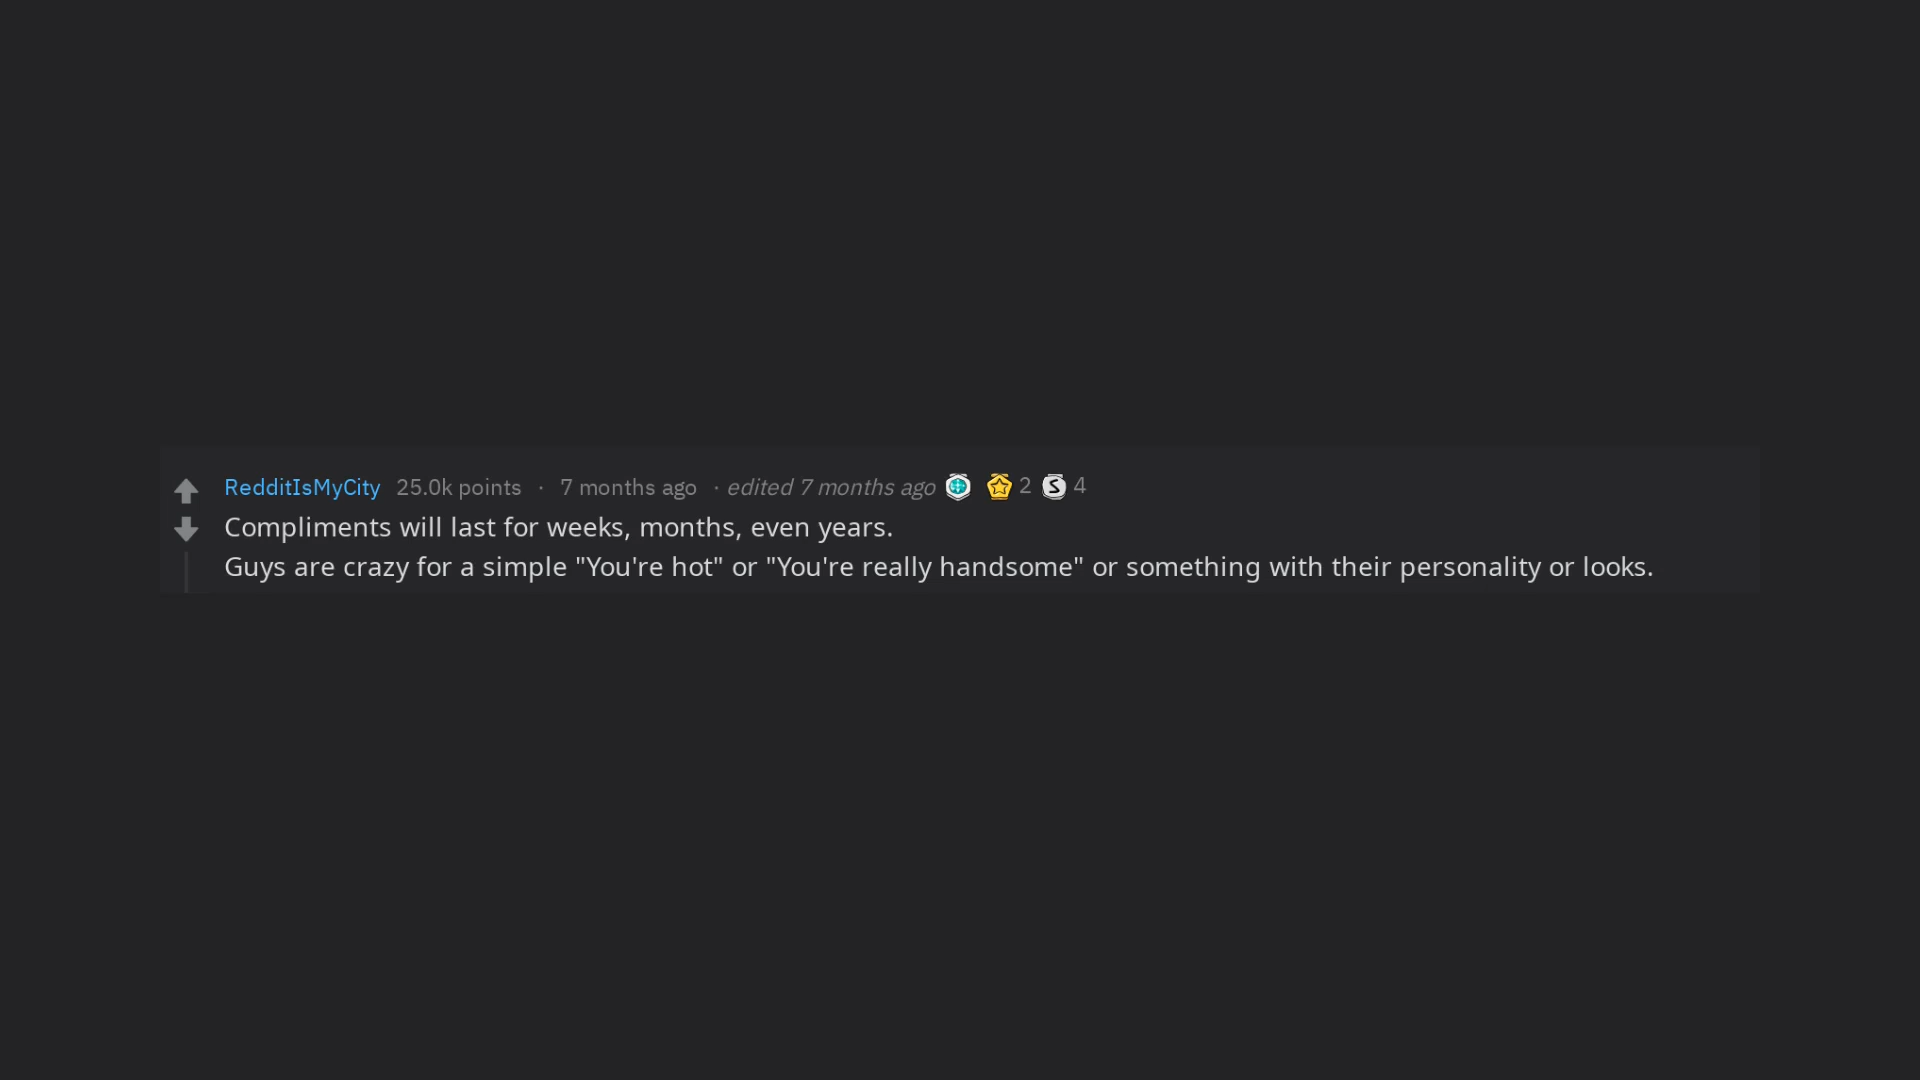 RedditIsMyCity 25.0k points · 7 months ago · edited 7 months ago 2 S 4
Compliments will last for weeks, months, even years.
Guys are crazy for a simple "You're hot" or "You're really handsome" or something with their personality or looks.